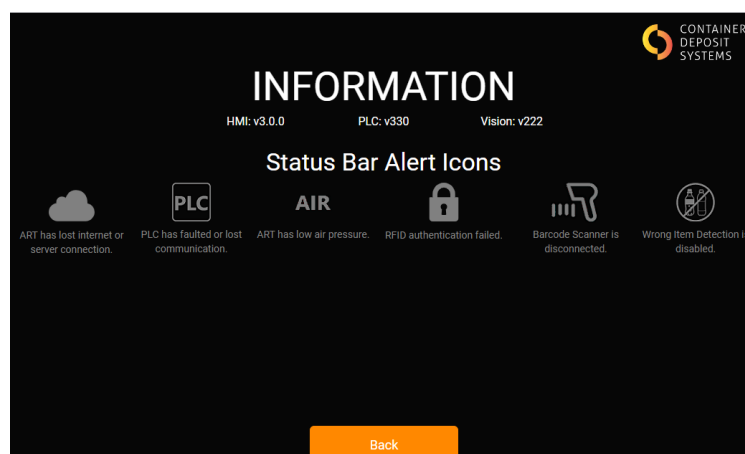 CONTAINER
DEPOSIT
SYSTEMS
INFORMATION
HMI: v3.0.0 PLC: v330 Vision: v222
Status Bar Alert Icons
PLC AIR
ART has lost internet or PLC has faulted or lost ART has low air pressure. RFID authentication failed. Barcode Scanner is Wrong Item Detection i
server connection. communication. disconnected. disabled.
Back